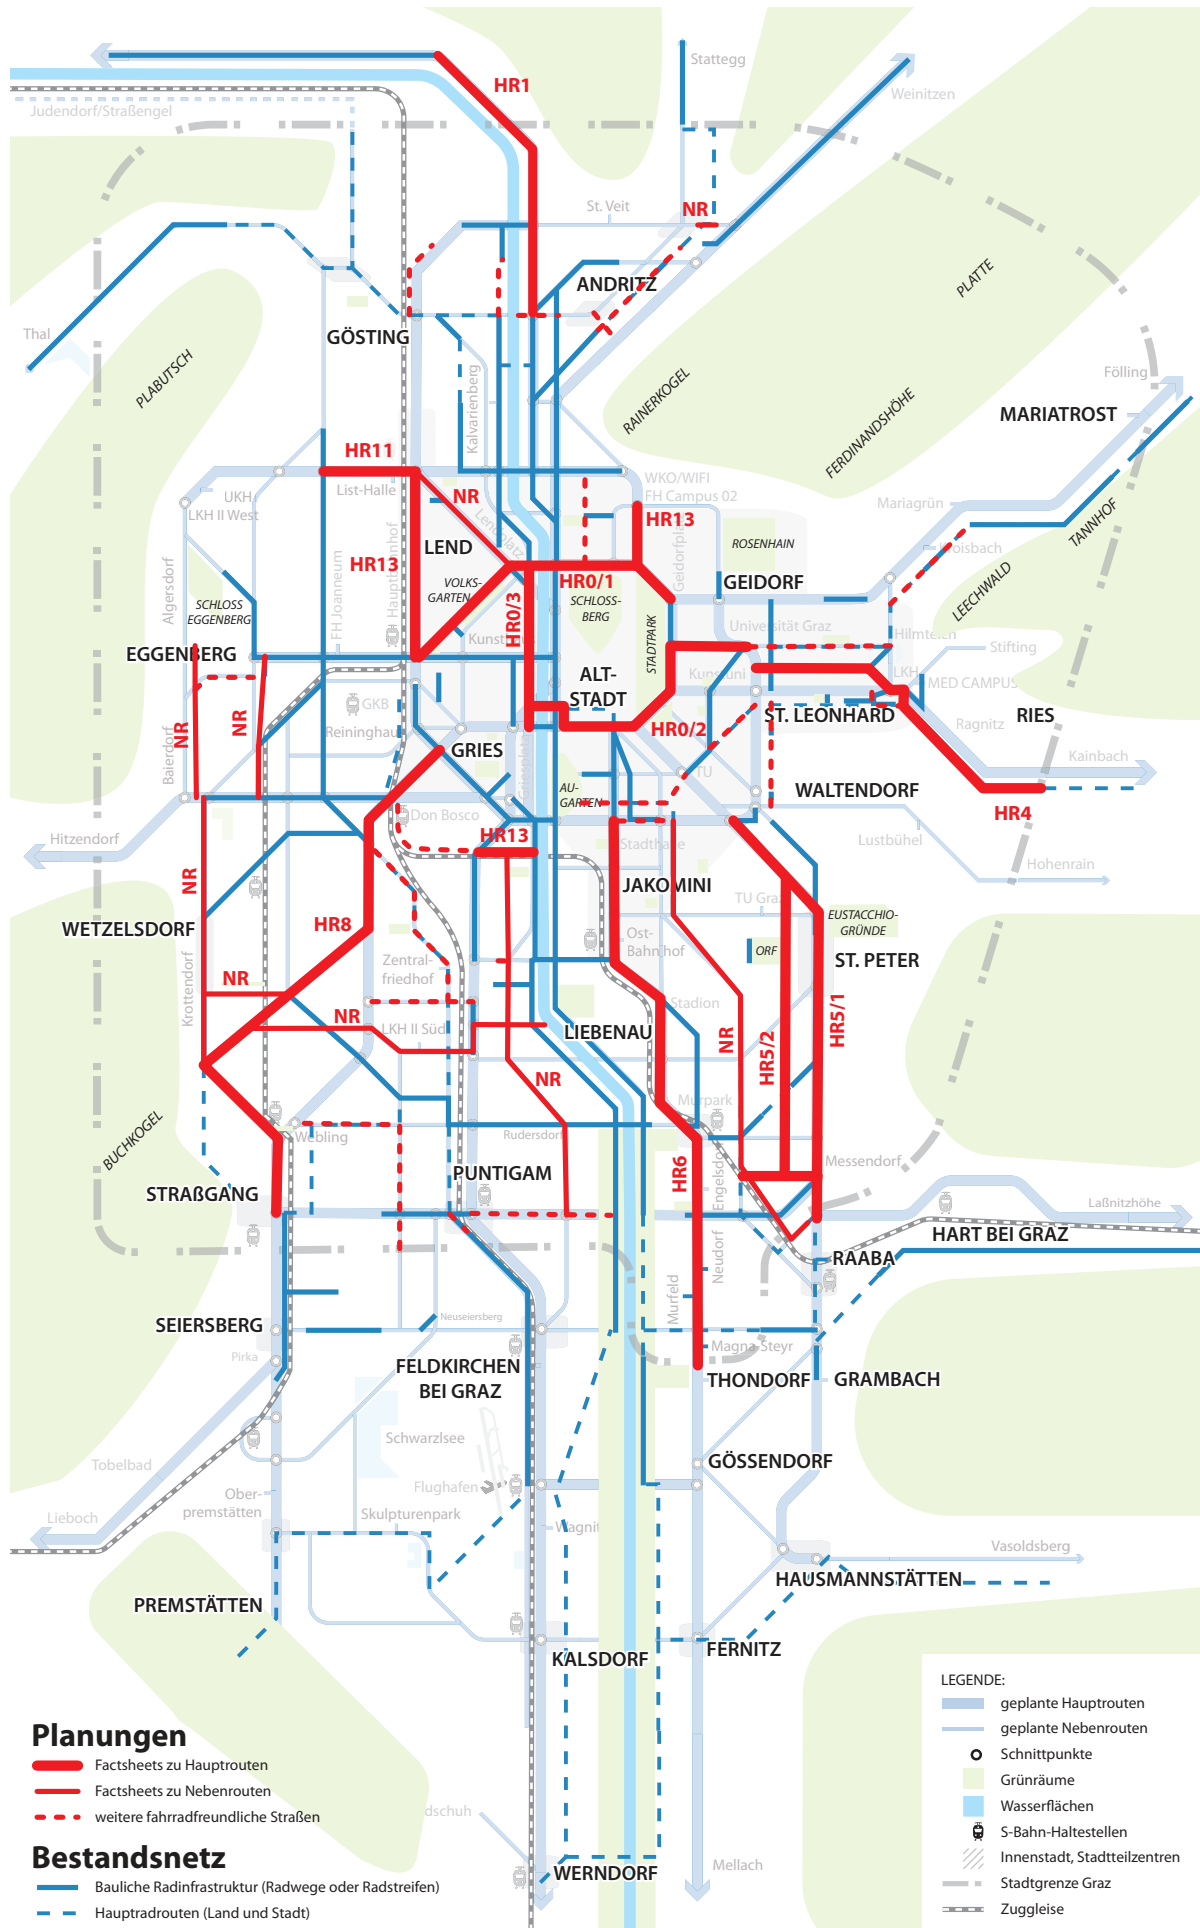 Stattegg
Weinitzen
HR1
Judendorf/Straßengel
St. Veit
NR
PLATTE
ANDRITZ
Thal
GÖSTING
PLABUTSCH
RAINERKOGEL
Kalvarienberg
FERDINANDSHÖHE
Fölling
MARIATROST
HR11
WKO/WIFI
FH Campus 02
UKH
LKH II West
List-Halle
NR
Mariagrün
TANNHOF
HR13
Lendplatz
Geidorfplatz
ROSENHAIN
LEND
Hauptbahnhof
HR13
VOLKS-
GARTEN
HR0/1
GEIDORF
LEECHWALD
Algersdorf
SCHLOSS
EGGENBERG
FH Joanneum
HR0/3
SCHLOSS-
BERG
STADTPARK
Universität Graz
Hilmteich
Stifting
EGGENBERG
ALT-
STADT
LKH
MED CAMPUS
NR
NR
GKB
Reininghaus
HR0/2
ST. LEONHARD
Ragnitz
RIES
Baierdorf
GRIES
Griesplatz
TU
Kainbach
AU-
GARTEN
WALTENDORF
HR4
Don Bosco
HR13
Hitzendorf
Stadthalle
Lustbühel
Hohenrain
NR
JAKOMINI
TU Graz
WETZELSDORF
HR8
EUSTACCHIO-
GRÜNDE
Ost-
Bahnhof
ORF
ST. PETER
Zentral-
friedhof
Krottendorf
NR
NR
LKH II Süd
LIEBENAU
Stadion
NR
HR5/2
HR5/1
NR
Murpark
BUCHKOGEL
Webling
Rudersdorf
HR6
Engelsdorf
Messendorf
PUNTIGAM
STRAßGANG
Laßnitzhöhe
HART BEI GRAZ
Neudorf
RAABA
Murfeld
SEIERSBERG
Neuseiersberg
Pirka
Magna-Steyr
FELDKIRCHEN
BEI GRAZ
THONDORF
GRAMBACH
Schwarzlsee
Tobelbad
GÖSSENDORF
Flughafen
Ober-
premstätten
Skulpturenpark
Lieboch
Vasoldsberg
HAUSMANNSTÄTTEN
PREMSTÄTTEN
KALSDORF
FERNITZ
Mellach
WERNDORF
Planungen
Factsheets zu Hauptrouten
Factsheets zu Nebenrouten
weitere fahrradfreundliche Straßen
Bestandsnetz
Bauliche Radinfrastruktur (Radwege oder Radstreifen)
Hauptradrouten (Land und Stadt)
LEGENDE:
geplante Hauptrouten
geplante Nebenrouten
Schnittpunkte
Grünräume
Wasserflächen
S-Bahn-Haltestellen
Innenstadt, Stadtteilzentren
Stadtgrenze Graz
Zuggleise